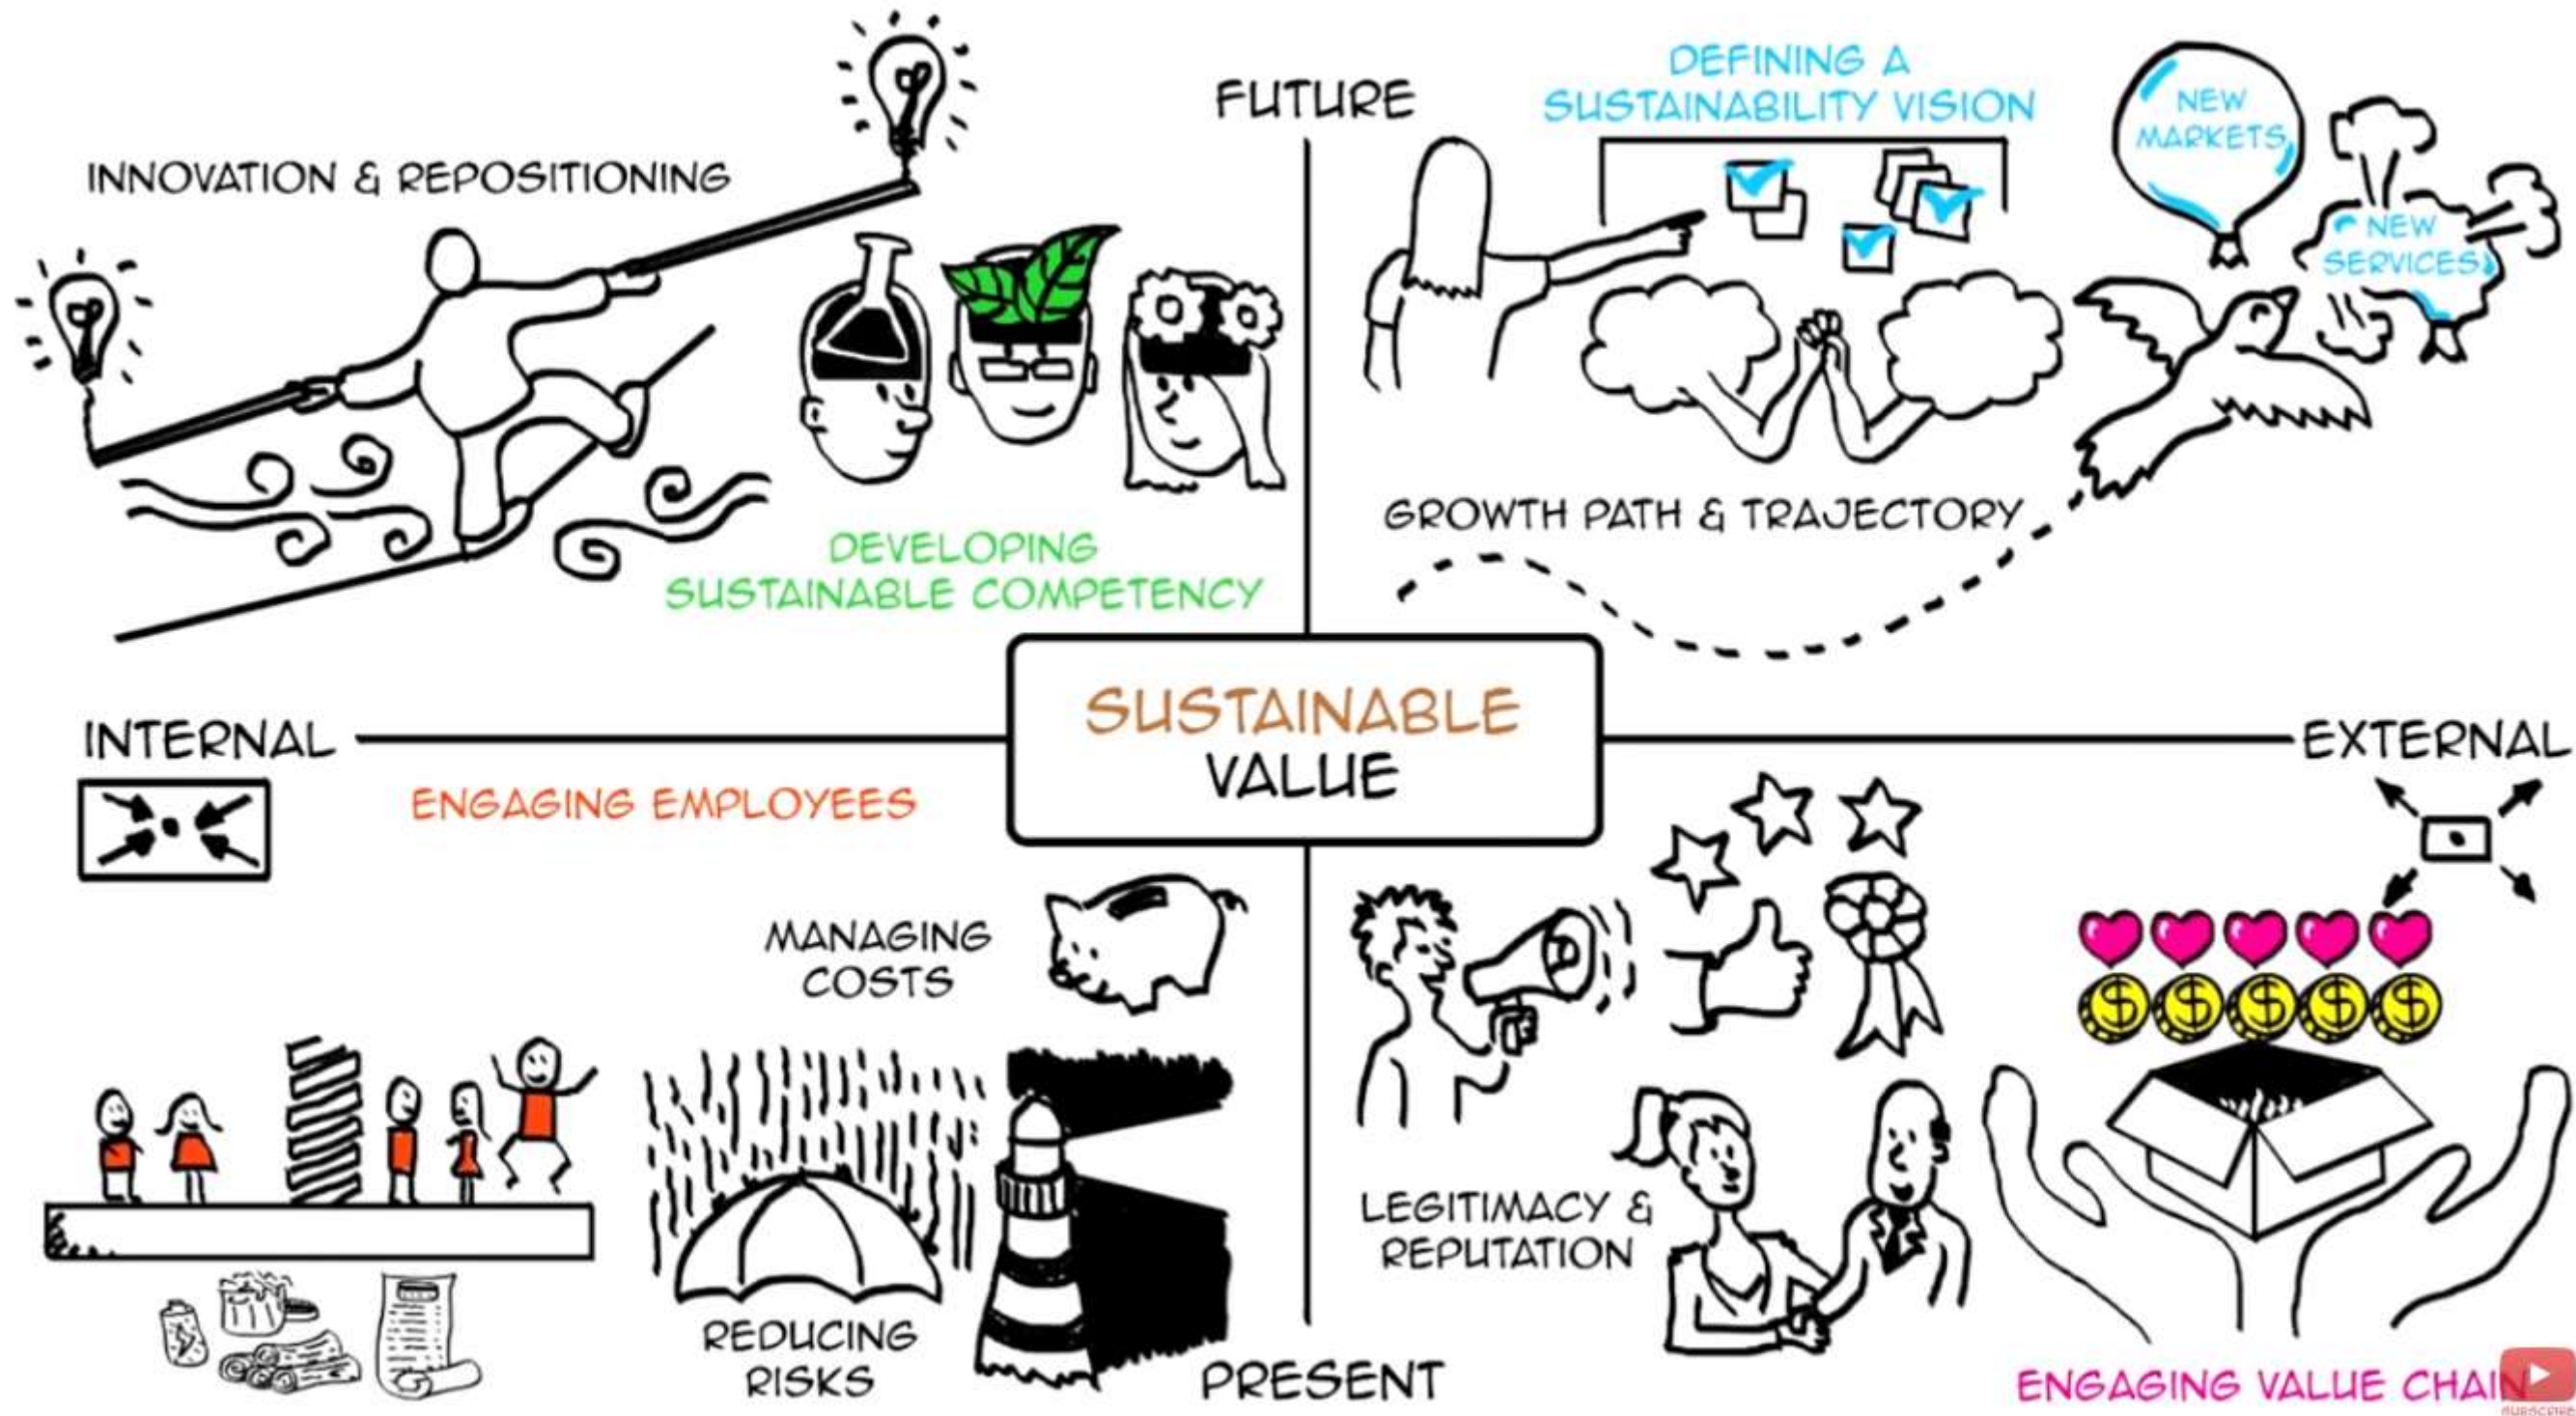 FUTURE
INNOVATION & REPOSITIONING
DEVELOPING
SUSTAINABLE COMPETENCY
DEFINING A
SUSTAINABILITY VISION
NEW
MARKETS
NEW
SERVICES
GROWTH PATH & TRAJECTORY
INTERNAL
SUSTAINABLE
VALUE
EXTERNAL
ENGAGING EMPLOYEES
MANAGING
COSTS
REDUCING
RISKS
LEGITIMACY &
REPUTATION
$ $ $ $ $
PRESENT
ENGAGING VALUE CHAIN
SUBSCRIBE